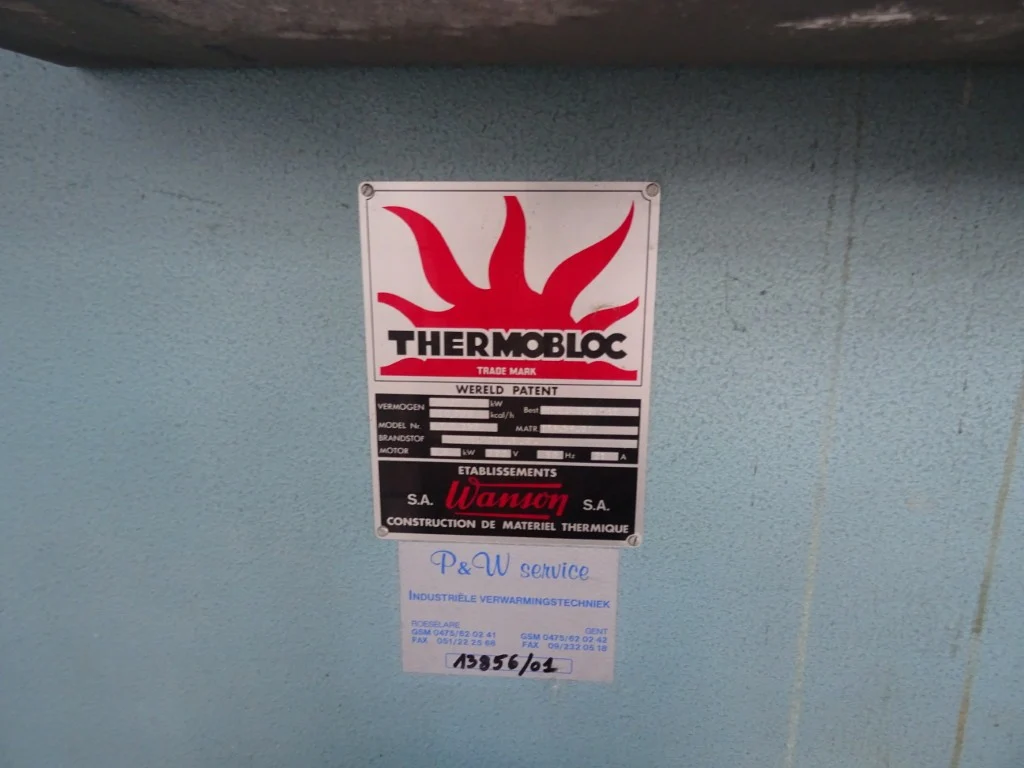 THERMOBLOC
TRADE MARK
WERELD PATENT
VERMOGEN kW
kcal/h Best
MODEL Nr. MATR.
BRANDSTOF
MOTOR kW V Hz A
ETABLISSEMENTS
S.A. Wanson S.A.
CONSTRUCTION DE MATERIEL THERMIQUE
P&W service
INDUSTRIËLE VERWARMINGSTECHNIEK
ROESELARE GENT
GSM 0475/62 02 41 GSM 0475/62 02 42
FAX 051/22 25 66 FAX 09/232 05 18
13856/01